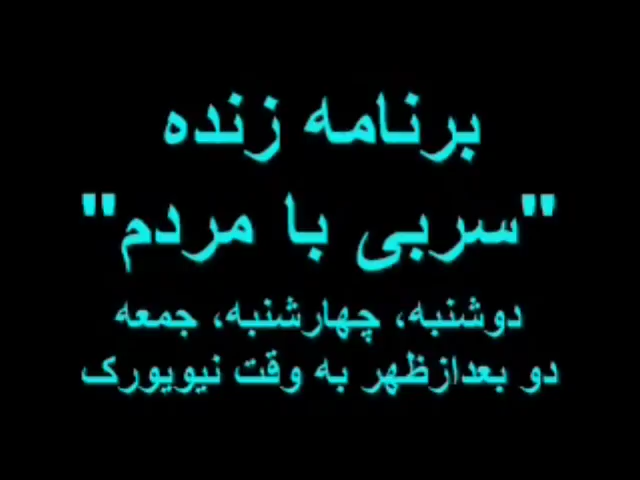 برنامه زنده
"سربی با مردم"
دوشنبه، چهارشنبه، جمعه
دو بعدازظهر به وقت نیویورک